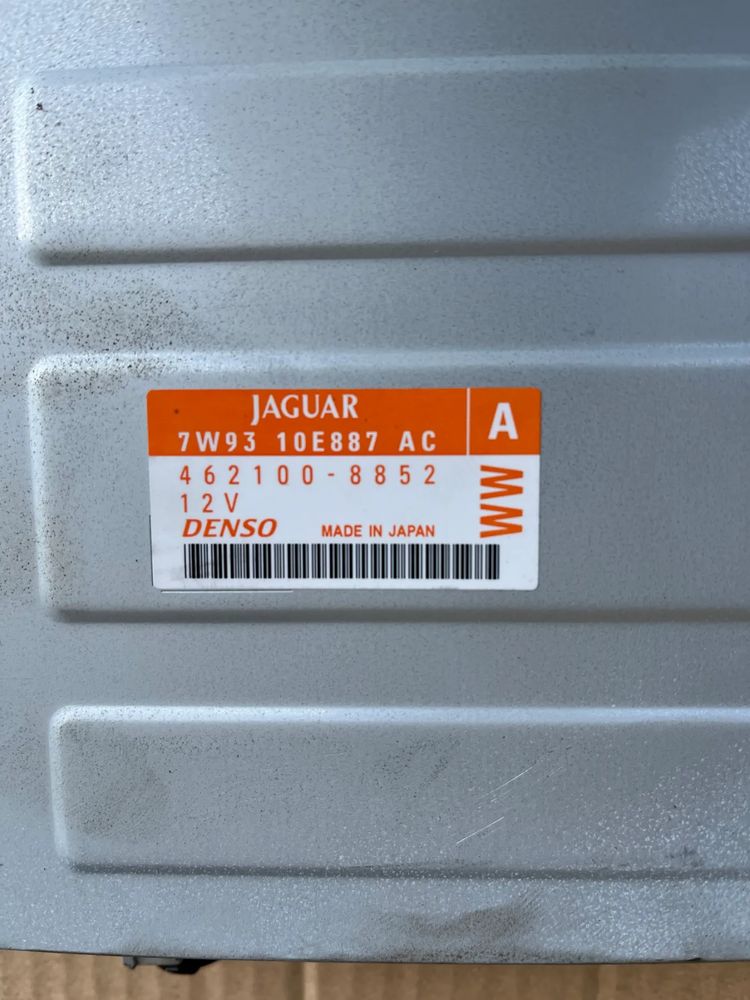 JAGUAR
7W93 10E887 AC
A
462100-8852
12V
DENSO MADE IN JAPAN
WW